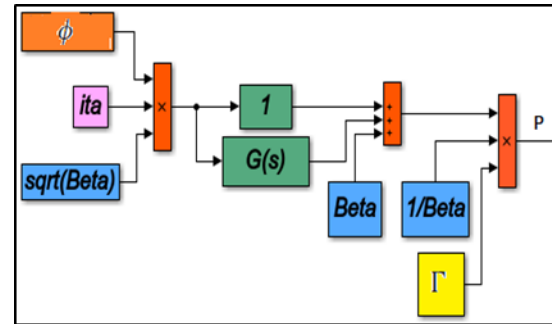 ϕ
ita
sqrt(Beta)
×
1
G(s)
+
+
+
Beta
1/Beta
×
Γ
P